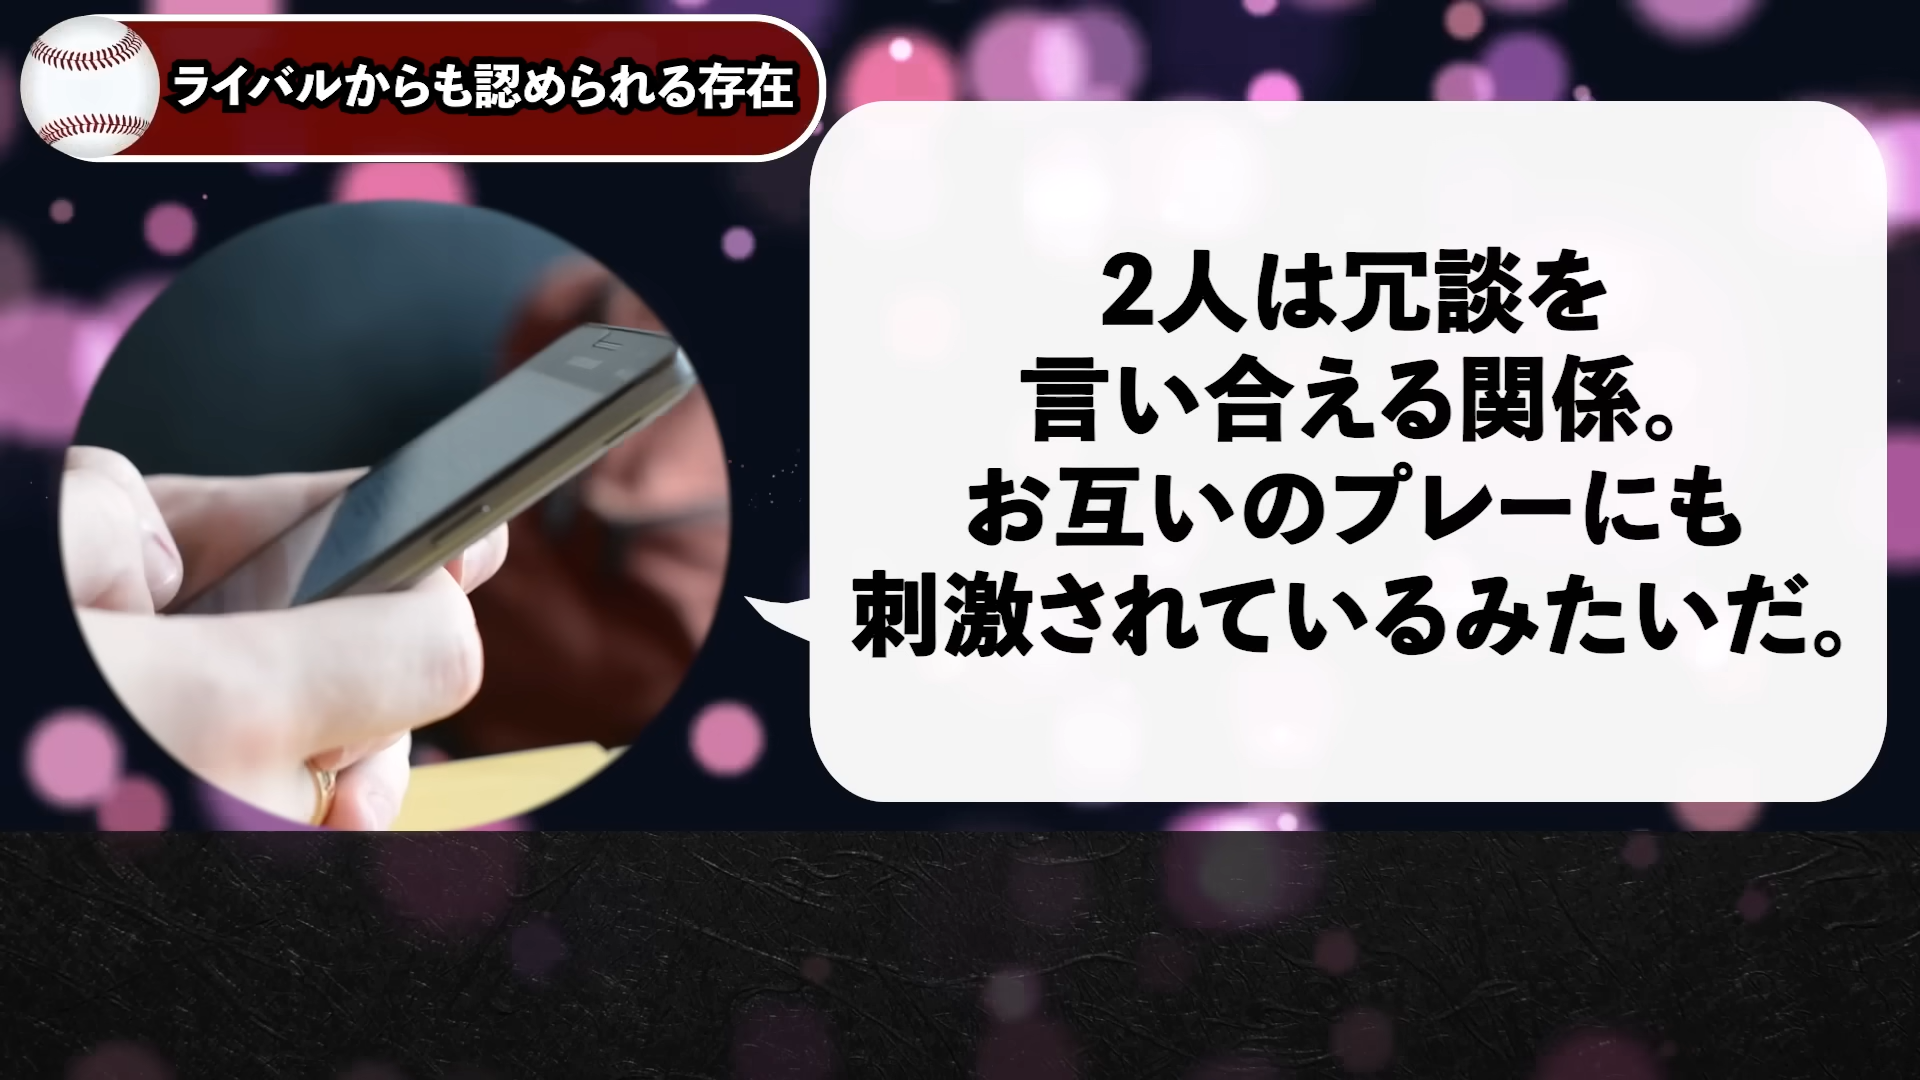 ライバルからも認められる存在
2人は冗談を
言い合える関係。
お互いのプレーにも
刺激されているみたいだ。